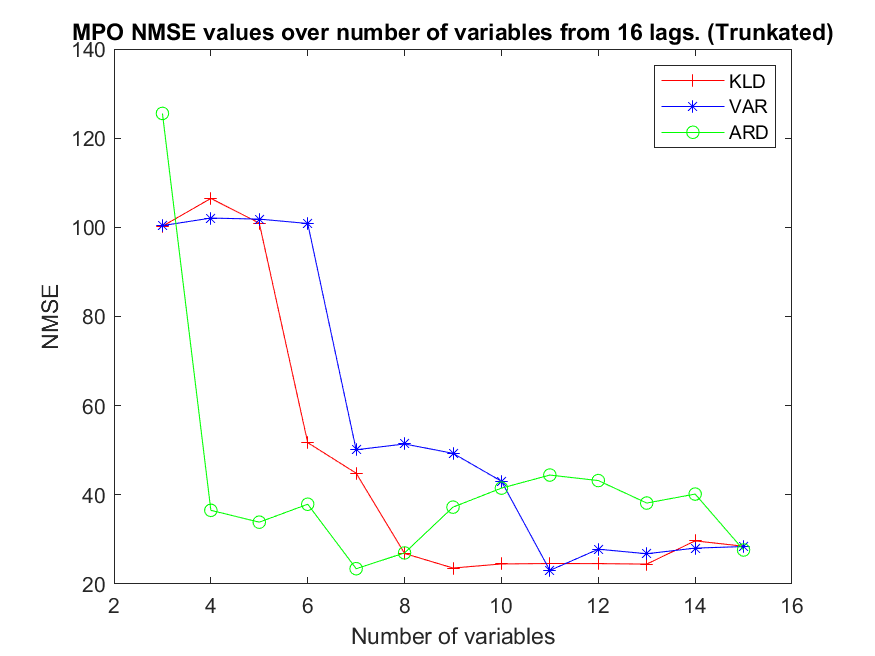 MPO NMSE values over number of variables from 16 lags. (Trunkated)
KLD
VAR
ARD
NMSE
140
120
100
80
60
40
20
2 4 6 8 10 12 14 16
Number of variables